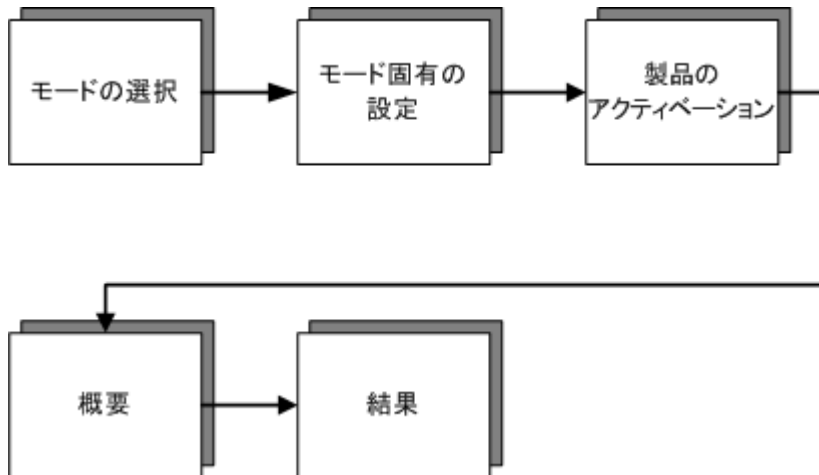 モードの選択
モード固有の
設定
製品の
アクティベーション
概要
結果